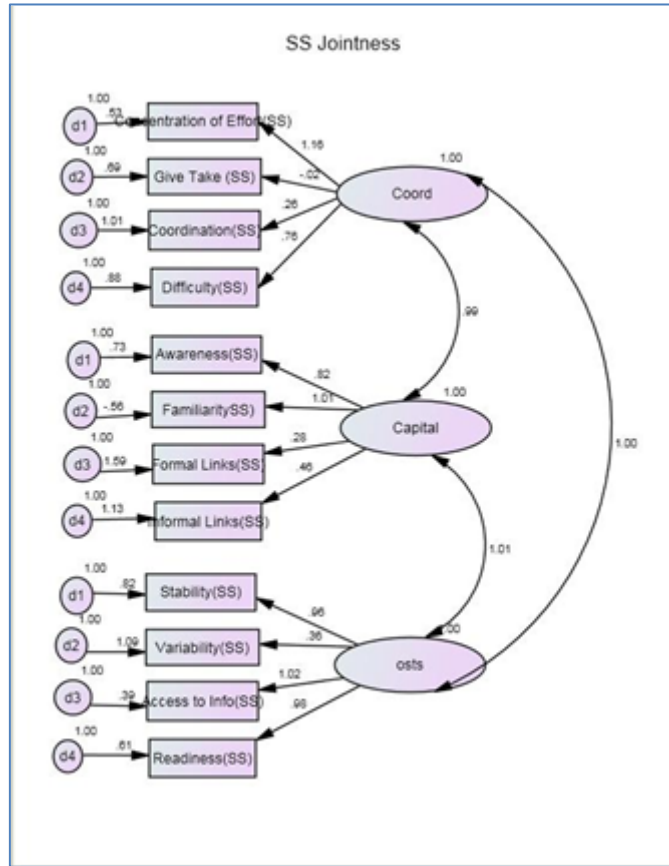 SS Jointness
1.00
d1
.53
Concentration of Effort(SS)
1.16
1.00
1.00
d2
.69
Give Take (SS)
-.02
Coord
1.00
d3
1.01
Coordination(SS)
.26
1.00
d4
.88
Difficulty(SS)
.76
.99
1.00
d1
.73
Awareness(SS)
.82
1.00
d2
-.56
FamiliaritySS)
1.01
1.00
Capital
1.00
1.00
d3
1.59
Formal Links(SS)
.28
1.00
d4
1.13
Informal Links(SS)
.46
1.01
1.00
d1
.82
Stability(SS)
.96
1.00
d2
1.09
Variability(SS)
.36
osts
1.00
d3
.39
Access to Info(SS)
1.02
1.00
d4
.61
Readiness(SS)